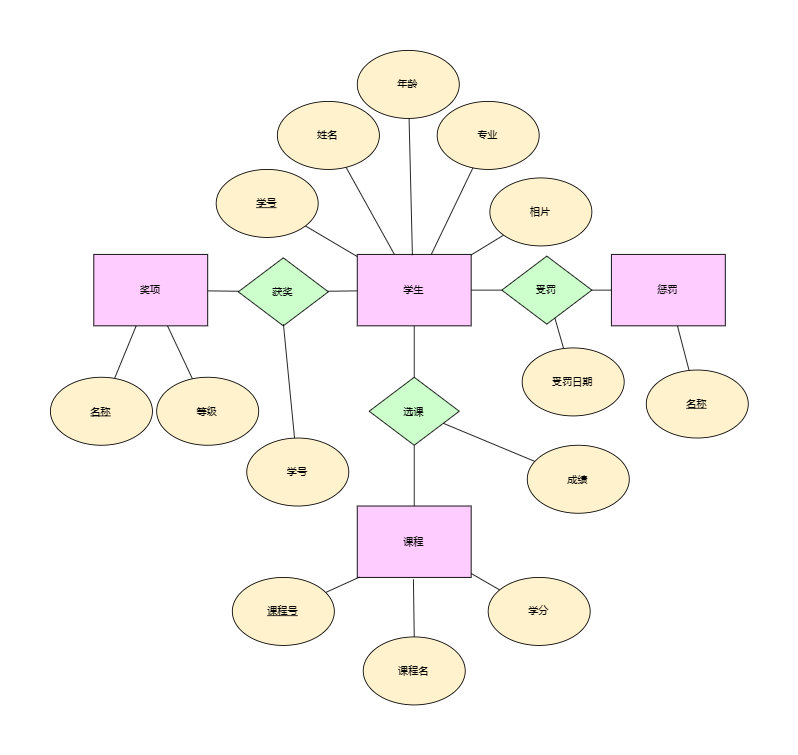 年龄
姓名
专业
学号
相片
奖项
获奖
学生
受罚
惩罚
受罚日期
名称
等级
选课
名称
学号
成绩
课程
课程号
课程名
学分